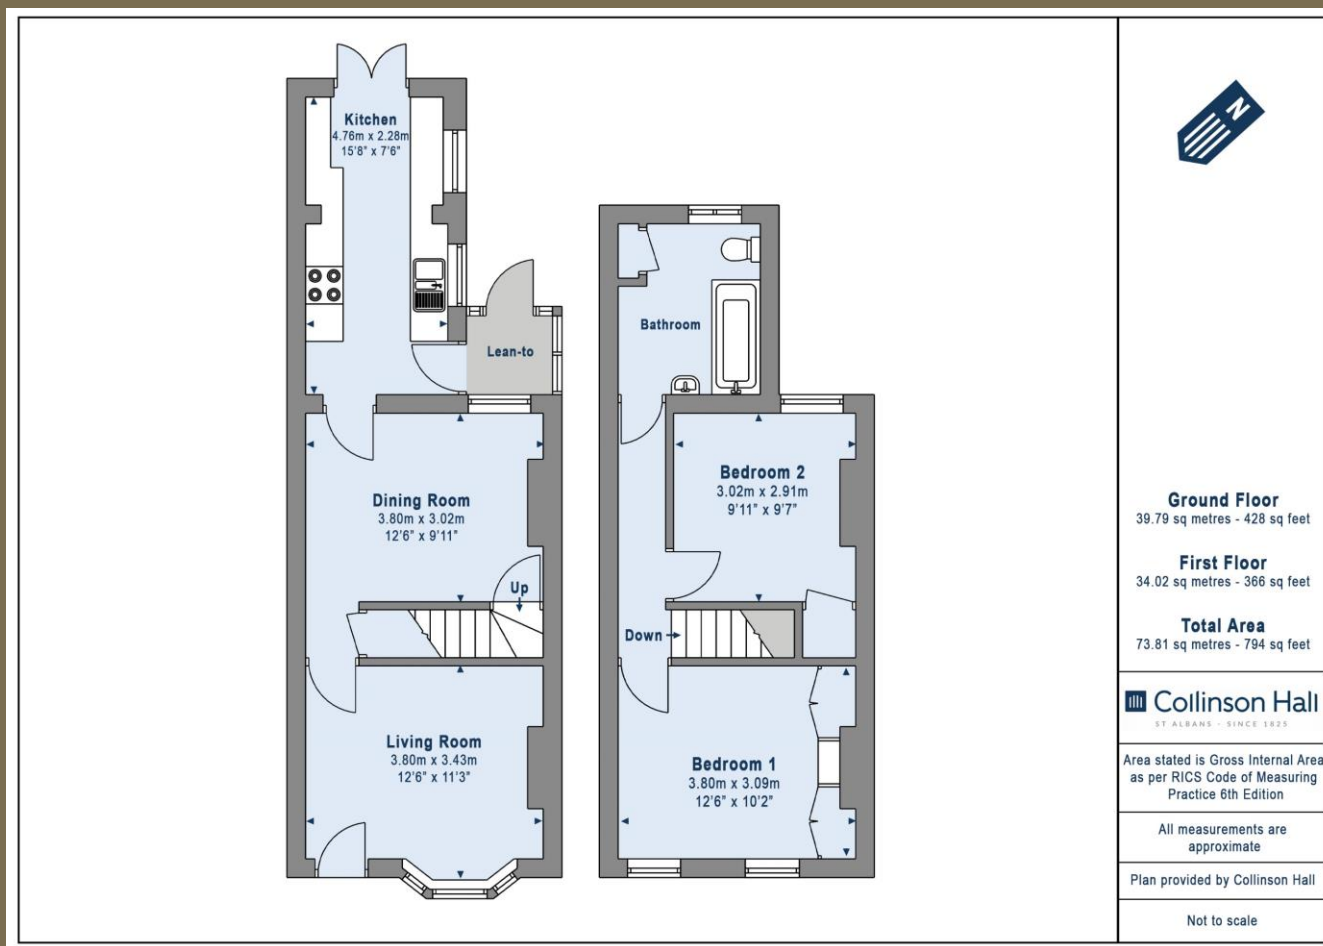 Kitchen
4.76m x 2.28m
15'8" x 7'6"
Lean-to
Dining Room
3.80m x 3.02m
12'6" x 9'11"
Up
Living Room
3.80m x 3.43m
12'6" x 11'3"
Bathroom
Bedroom 2
3.02m x 2.91m
9'11" x 9'7"
Down
Bedroom 1
3.80m x 3.09m
12'6" x 10'2"
N
Ground Floor
39.79 sq metres - 428 sq feet
First Floor
34.02 sq metres - 366 sq feet
Total Area
73.81 sq metres - 794 sq feet
Collinson Hall
ST ALBANS - SINCE 1825
Area stated is Gross Internal Area
as per RICS Code of Measuring
Practice 6th Edition
All measurements are
approximate
Plan provided by Collinson Hall
Not to scale